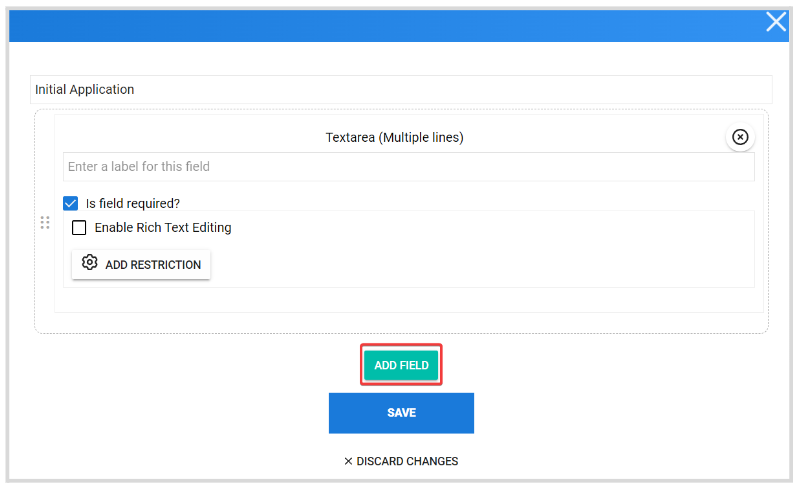 Initial Application
Textarea (Multiple lines)
Enter a label for this field
Is field required?
Enable Rich Text Editing
ADD RESTRICTION
ADD FIELD
SAVE
DISCARD CHANGES